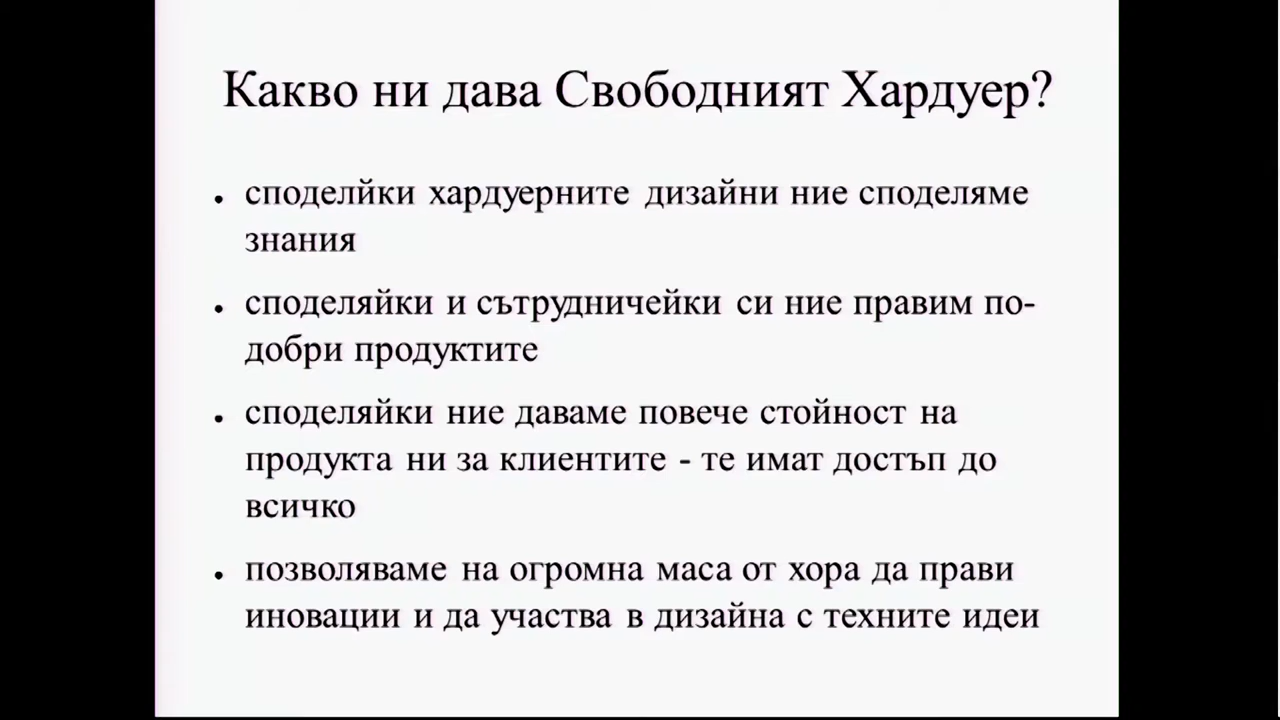 Какво ни дава Свободният Хардуер?
• споделйки хардуерните дизайни ние споделяме
знания
• споделяйки и сътрудничейки си ние правим по-
добри продуктите
• споделяйки ние даваме повече стойност на
продукта ни за клиентите - те имат достъп до
всичко
• позволяваме на огромна маса от хора да прави
иновации и да участва в дизайна с техните идеи